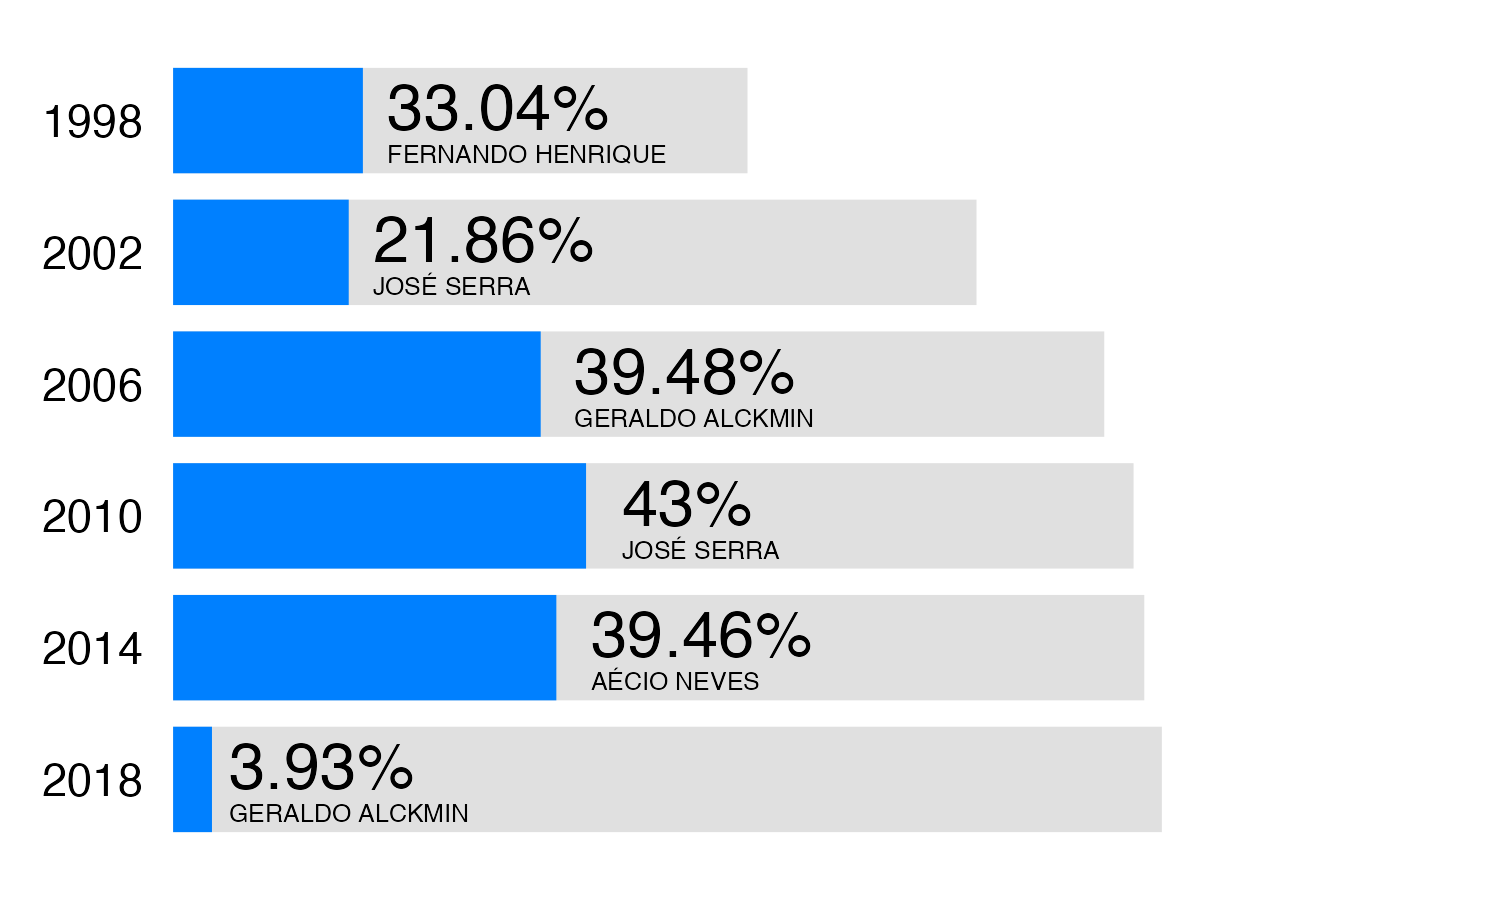 1998
33.04%
FERNANDO HENRIQUE
2002
21.86%
JOSÉ SERRA
2006
39.48%
GERALDO ALCKMIN
2010
43%
JOSÉ SERRA
2014
39.46%
AÉCIO NEVES
2018
3.93%
GERALDO ALCKMIN